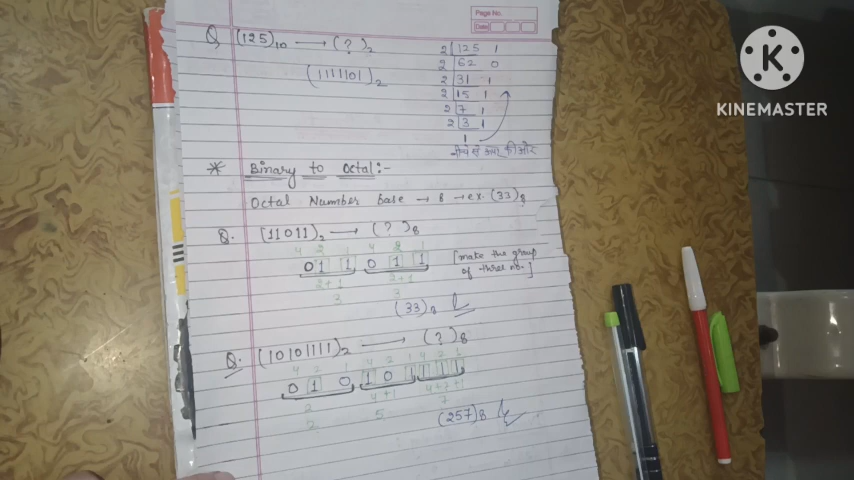 Page No.
Date
Q. (125)10 → (?)2
(1111101)2
2 | 125 1
2 | 62 0
2 | 31 1
2 | 15 1
2 | 7 1
2 | 3 1
1
नीचे से ऊपर की ओर
KINEMASTER
* Binary to Octal:-
Octal Number base → 8 → ex. (33)8
Q. (11011)2 → (?)8
4 2 1 4 2 1
0 1 1 0 1 1
[make the group of three no.]
2+1 2+1
3 3
(33)8
Q. (10101111)2 → (?)8
4 2 1 4 2 1 4 2 1
0 1 0 1 0 1 1 1 1
2 4+1 4+2+1
2 5 7
(257)8